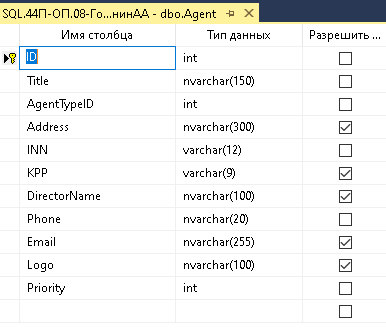 SQL.44П-ОП.08-Го...нинАА - dbo.Agent
Имя столбца Тип данных Разрешить ...
ID int
Title nvarchar(150)
AgentTypeID int
Address nvarchar(300)
INN varchar(12)
KPP varchar(9)
DirectorName nvarchar(100)
Phone nvarchar(20)
Email nvarchar(255)
Logo nvarchar(100)
Priority int